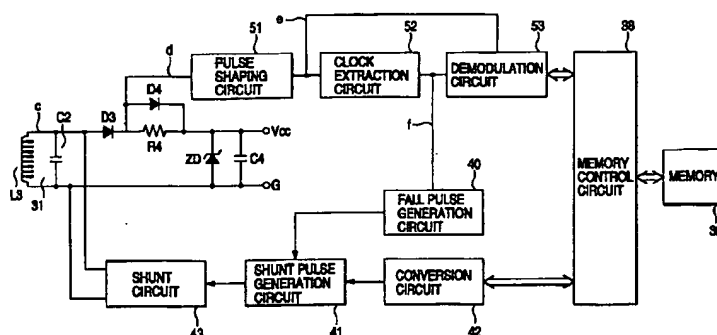 51
e
52
53
38
d
PULSE
SHAPING
CIRCUIT
CLOCK
EXTRACTION
CIRCUIT
DEMODULATION
CIRCUIT
D4
c
C2
D3
R4
Vcc
f
ZD
C4
L3
31
G
40
MEMORY
CONTROL
CIRCUIT
MEMORY
FALL PULSE
GENERATION
CIRCUIT
SHUNT
CIRCUIT
SHUNT PULSE
GENERATION
CIRCUIT
CONVERSION
CIRCUIT
43
41
42